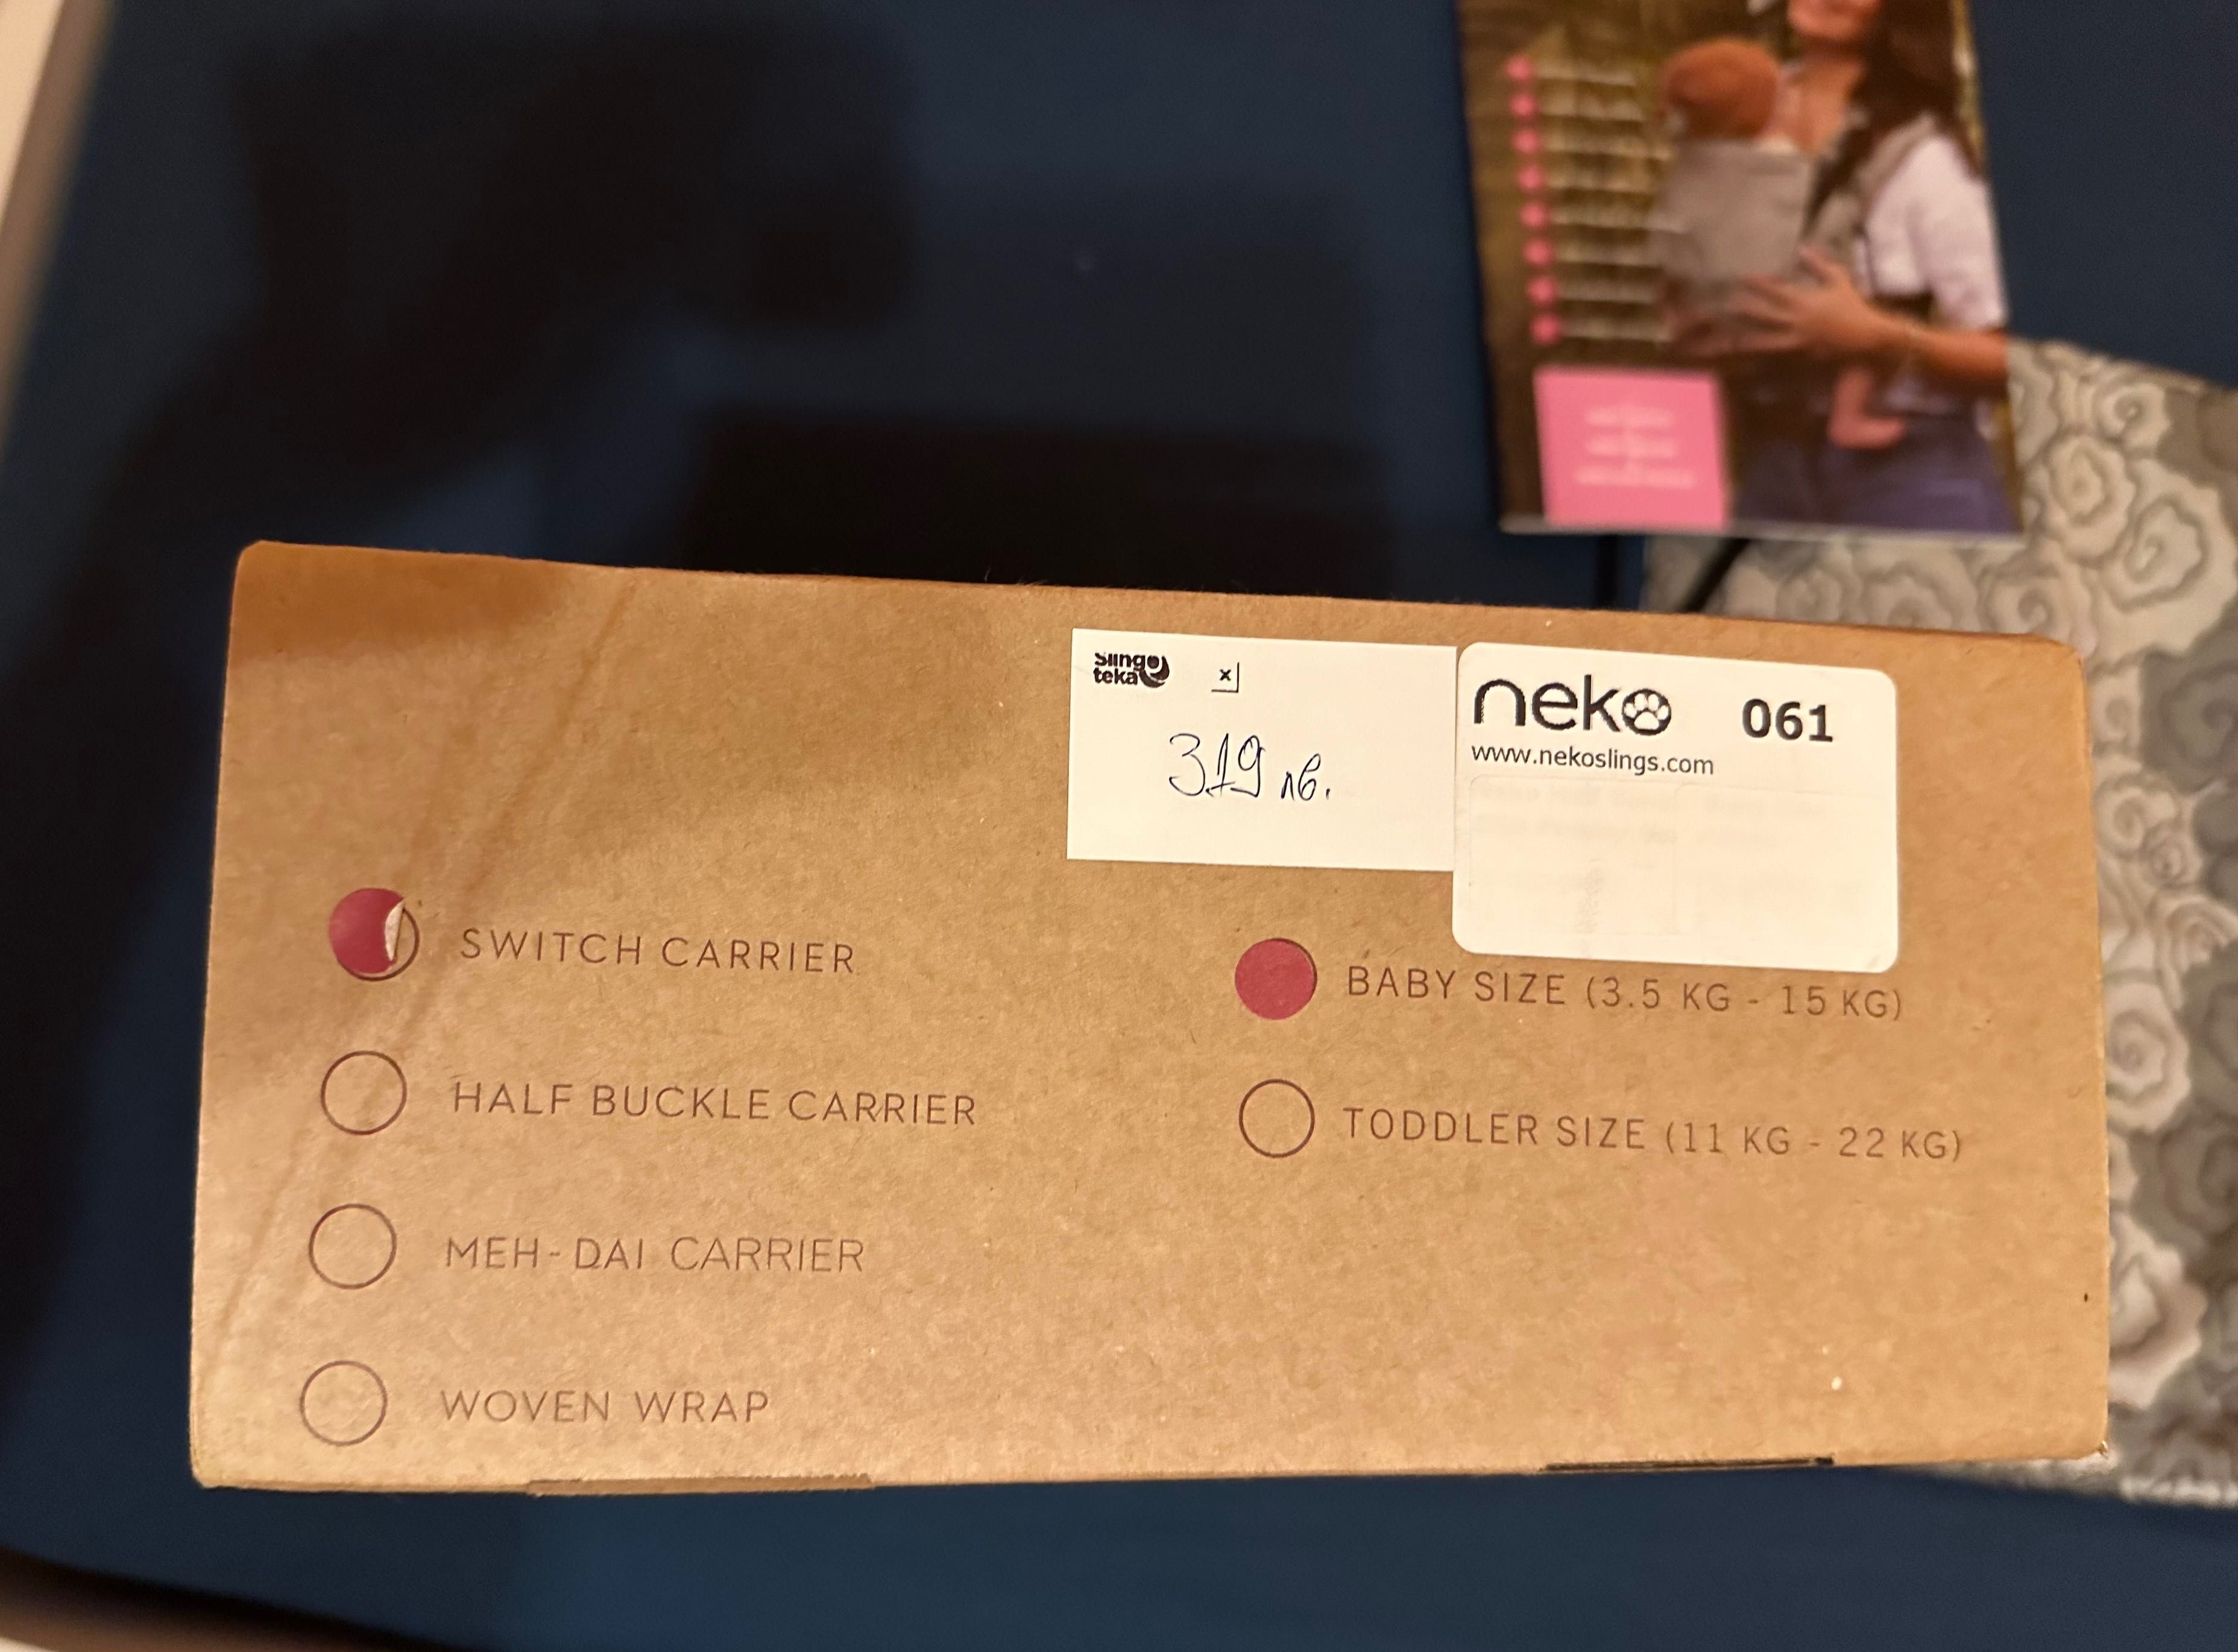 Slingo
teka
x
319 лв.
neko 061
www.nekoslings.com
SWITCH CARRIER
HALF BUCKLE CARRIER
MEH-DAI CARRIER
WOVEN WRAP
BABY SIZE (3.5 KG - 15 KG)
TODDLER SIZE (11 KG - 22 KG)